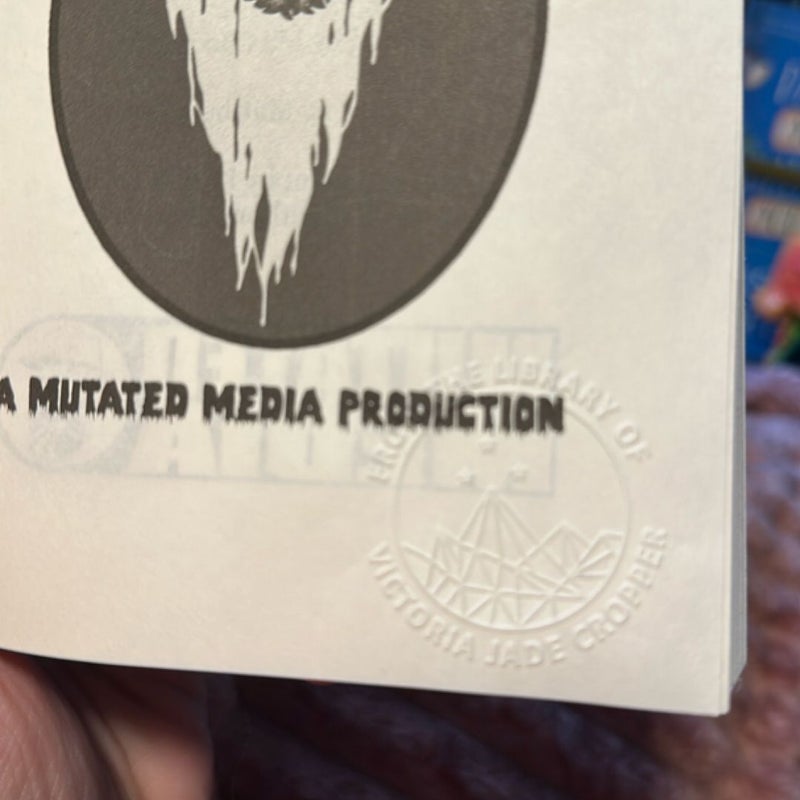 A MUTATED MEDIA PRODUCTION
FROM THE LIBRARY OF
VICTORIA JADE CROPPER